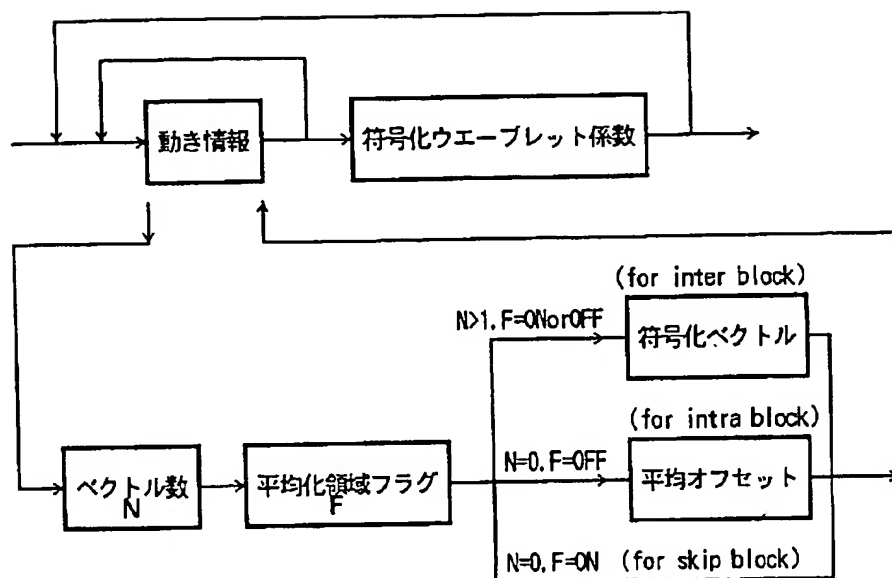 動き情報
符号化ウエーブレット係数
(for inter block)
N>1.F=ONorOFF
符号化ベクトル
(for intra block)
ベクトル数
N
平均化領域フラグ
F
N=0.F=OFF
平均オフセット
N=0.F=ON (for skip block)